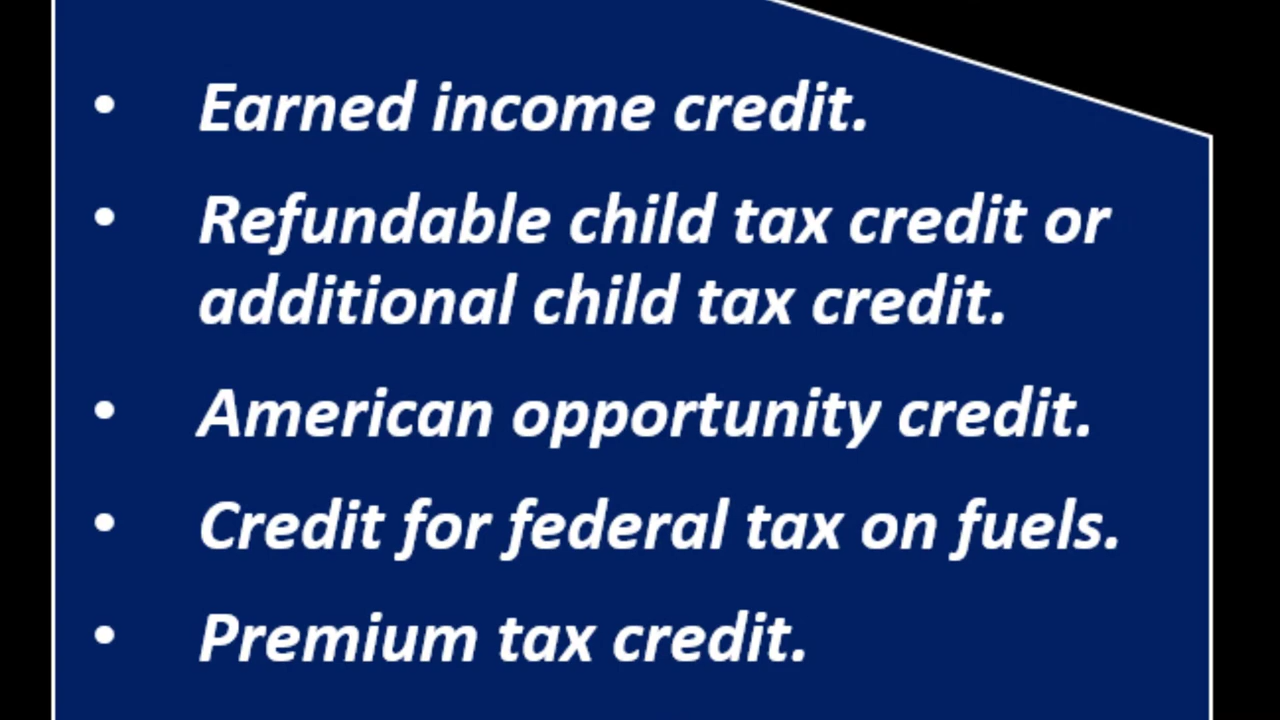 • Earned income credit.
• Refundable child tax credit or
additional child tax credit.
• American opportunity credit.
• Credit for federal tax on fuels.
• Premium tax credit.